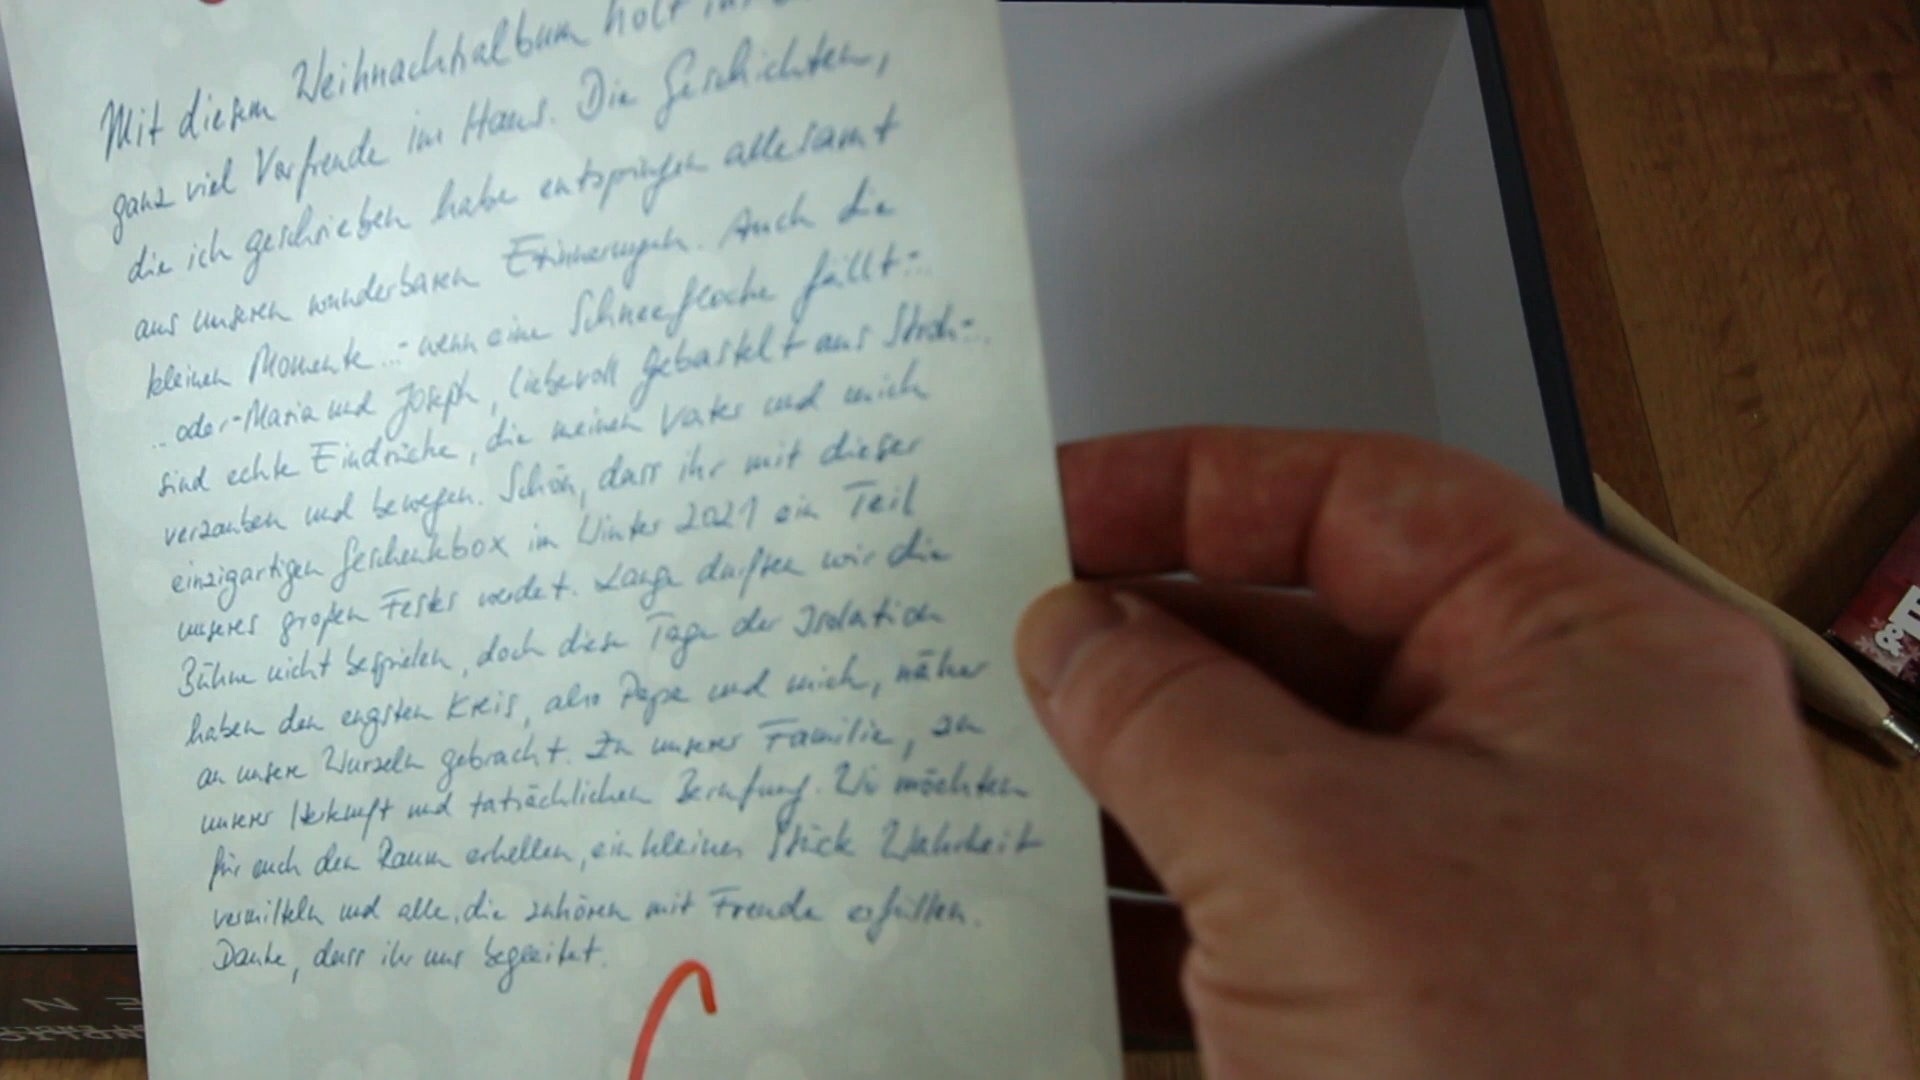 Mit diesem Weihnachtsalbum holt ihr
ganz viel Vorfreude im Haus. Die Geschichten,
die ich geschrieben habe entspringen allesamt
aus unseren wunderbaren Erinnerungen. Auch die
kleinen Momente ..- wenn eine Schneeflocke fällt-..
.. oder - Maria und Joseph, liebevoll gebastelt aus Stroh-..
sind echte Eindrücke, die meinen Vater und mich
verzaubern und bewegen. Schön, dass ihr mit dieser
einzigartigen Geschenkbox im Winter 2021 ein Teil
unseres großen Festes werdet. Lange durften wir die
Bühne nicht bespielen, doch diese Tage der Isolation
haben den engsten Kreis, also Papa und mich, näher
an unsere Wurzeln gebracht. Zu unserer Familie, zu
unserer Herkunft und tatsächlichen Berufung. Wir möchten
für euch den Raum erhellen, ein kleines Stück Wahrheit
vermitteln und alle, die zuhören mit Freude erfüllen.
Danke, dass ihr uns begleitet.